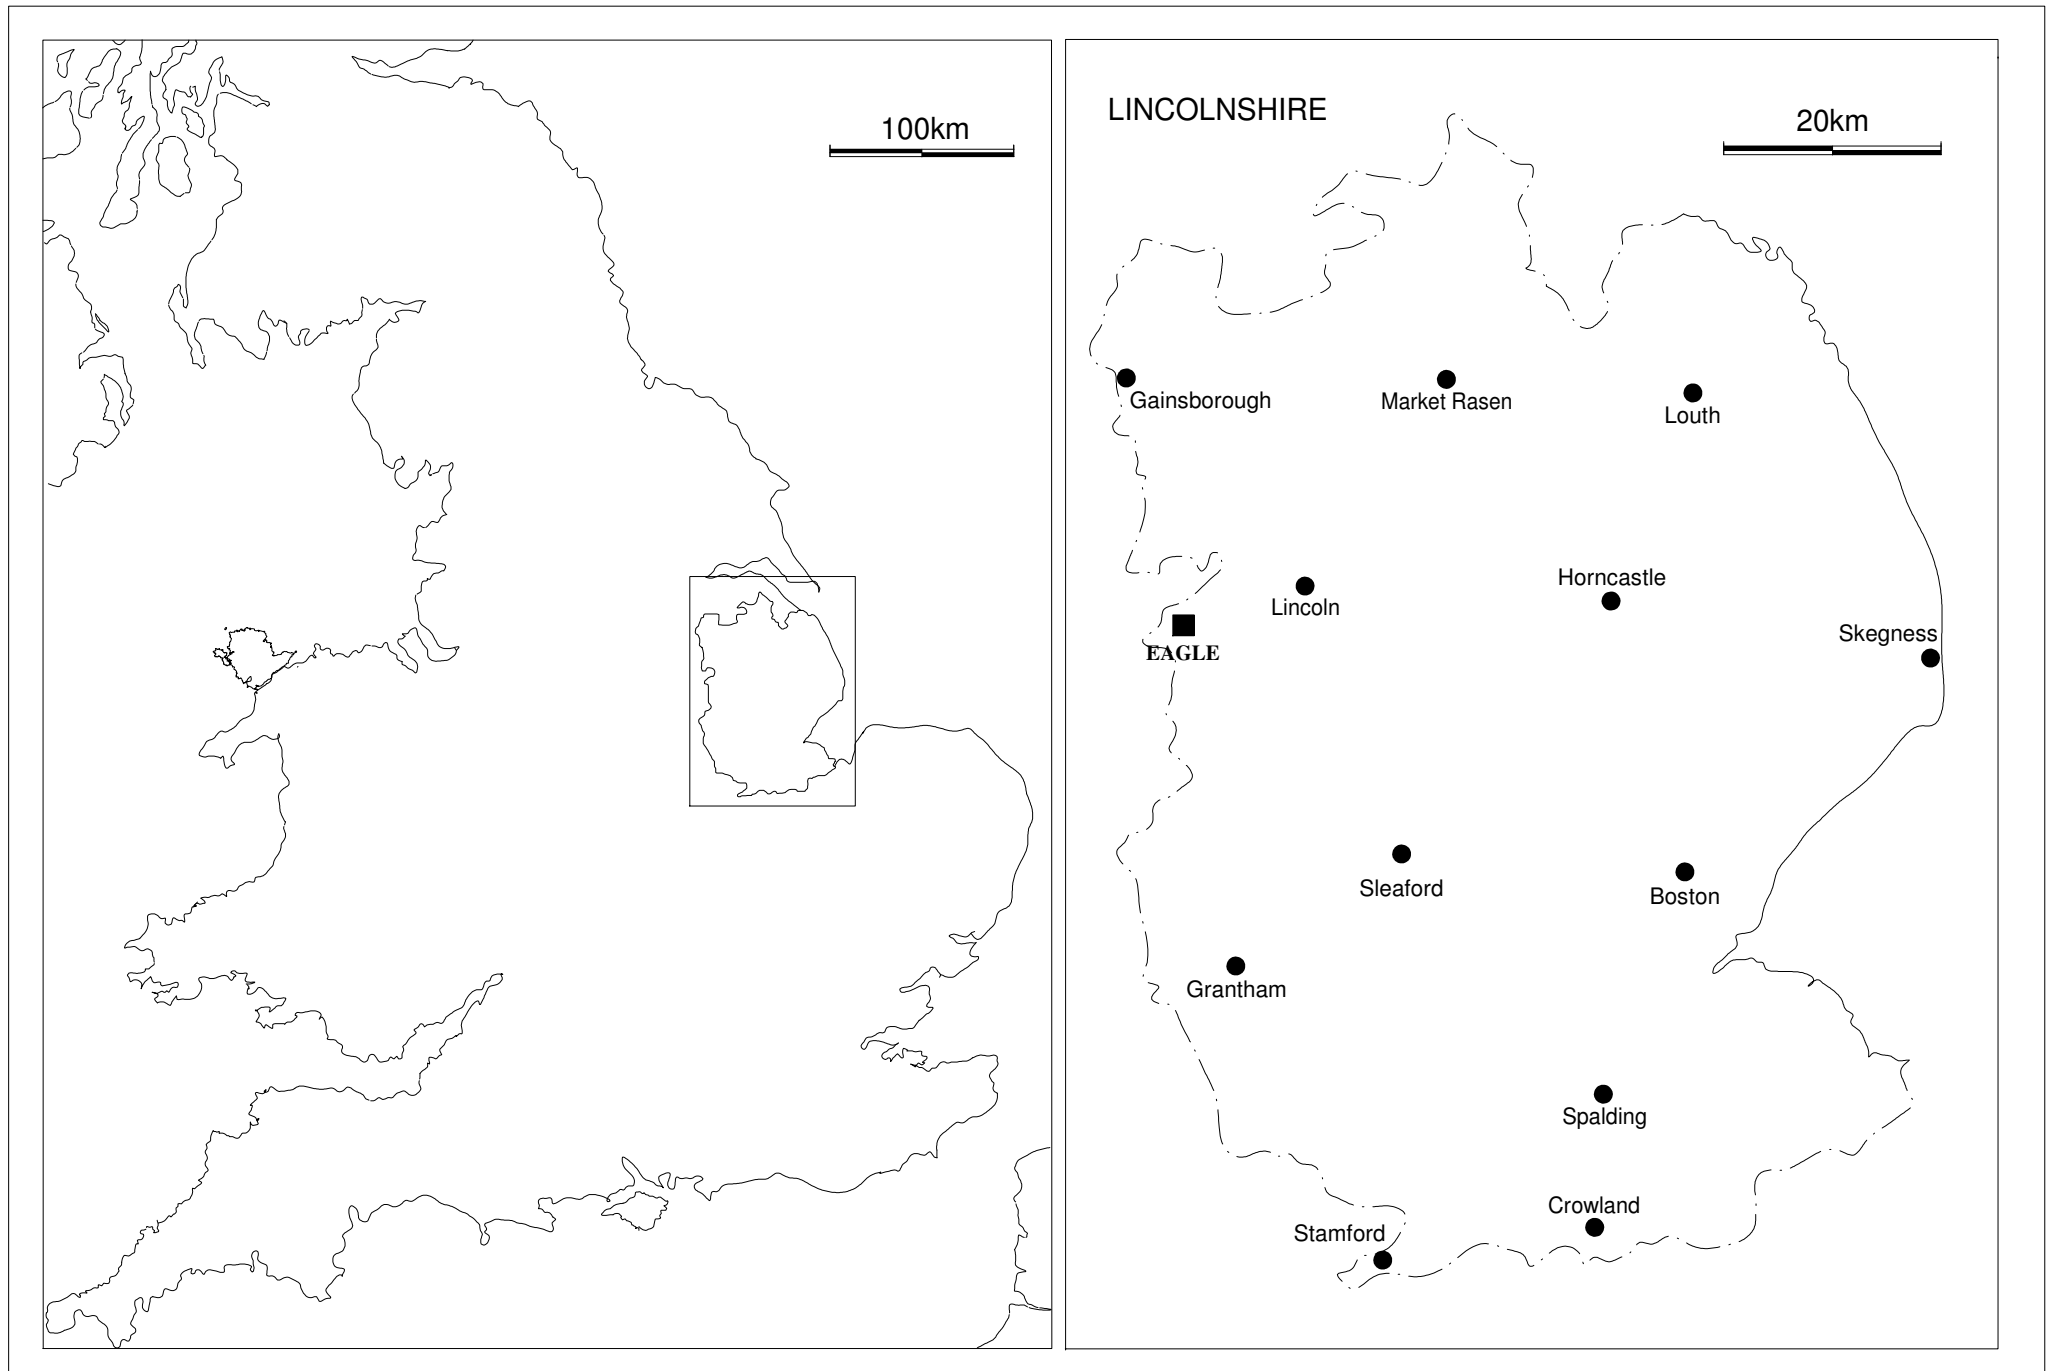 100km
LINCOLNSHIRE
20km
Gainsborough
Market Rasen
Louth
Lincoln
Horncastle
Skegness
EAGLE
Sleaford
Boston
Grantham
Spalding
Crowland
Stamford